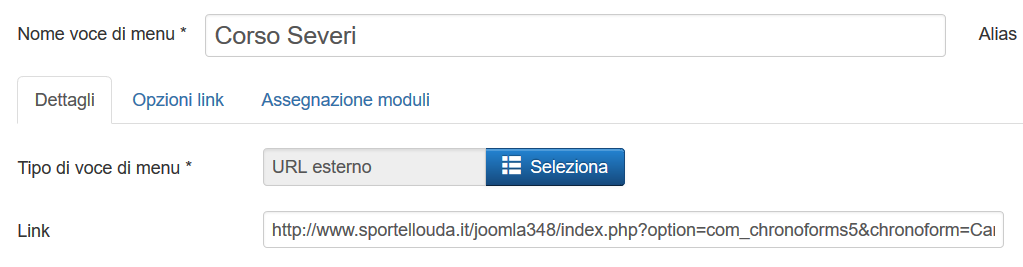 Nome voce di menu * Corso Severi Alias
Dettagli Opzioni link Assegnazione moduli
Tipo di voce di menu * URL esterno Seleziona
Link http://www.sportellouda.it/joomla348/index.php?option=com_chronoforms5&chronoform=Car